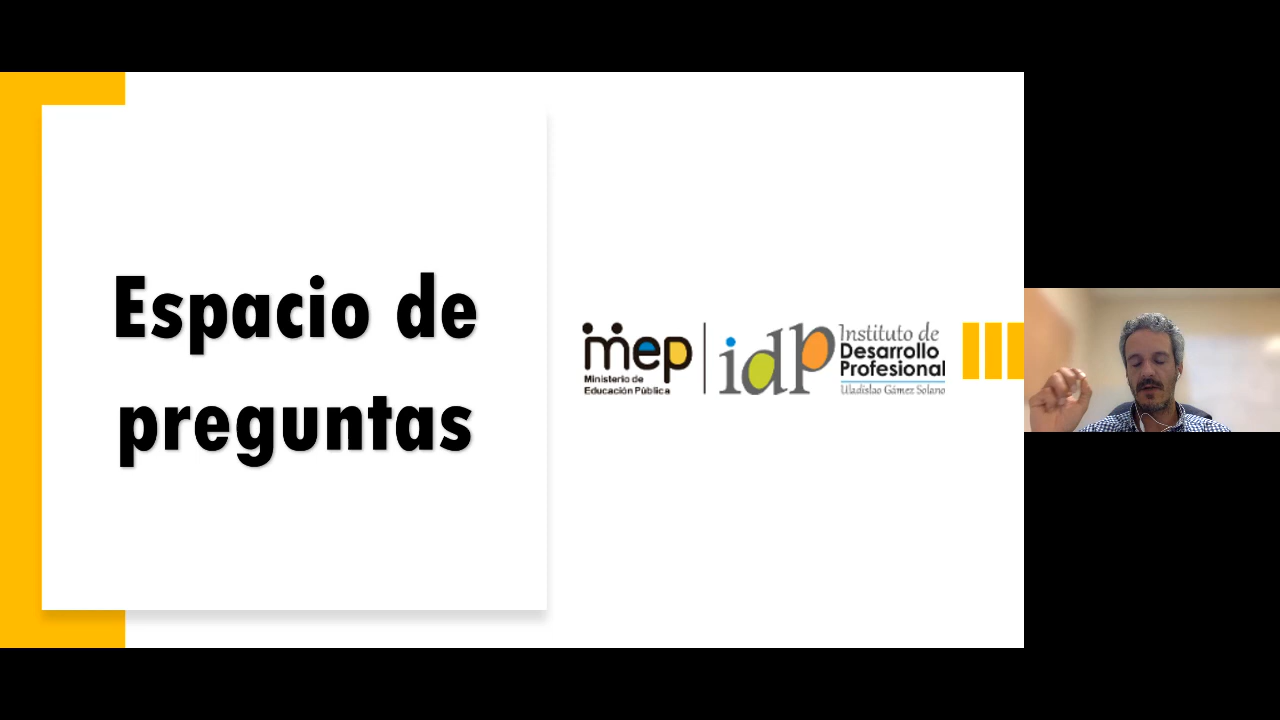 Espacio de
preguntas
mep
Ministerio de
Educación Pública
idp
Instituto de
Desarrollo
Profesional
Uladislao Gámez Solano